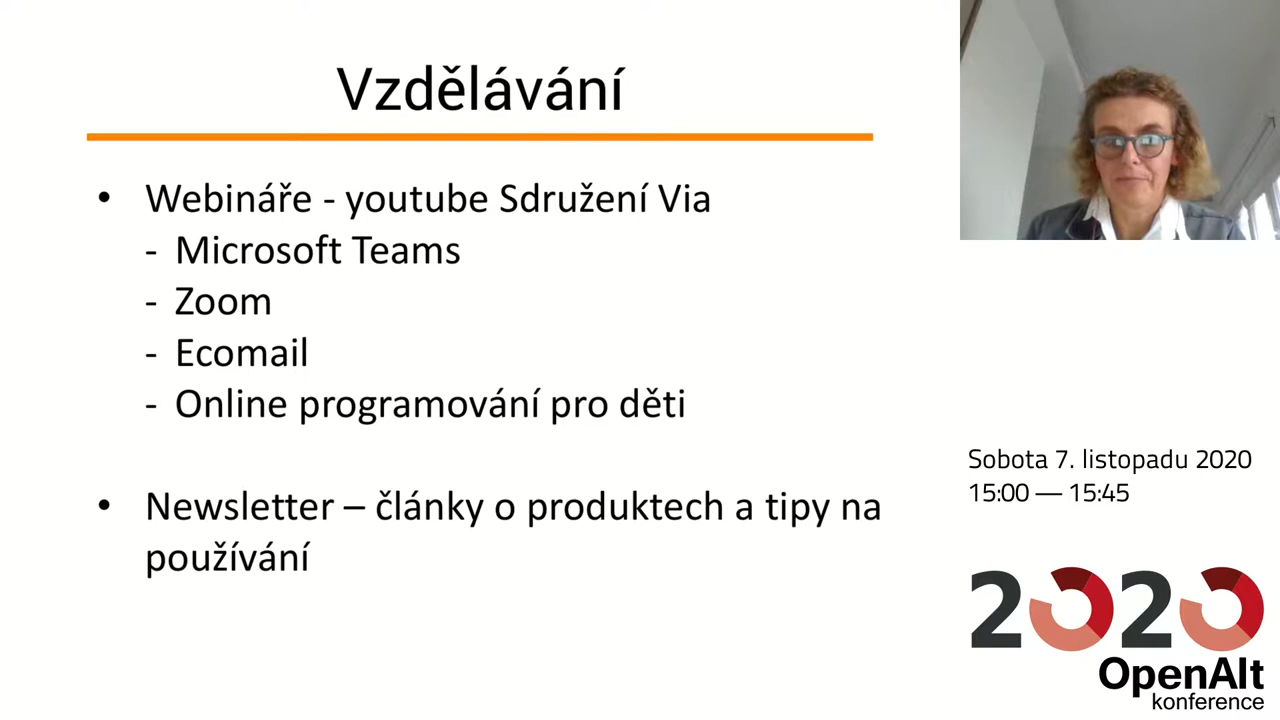 Vzdělávání
• Webináře - youtube Sdružení Via
- Microsoft Teams
- Zoom
- Ecomail
- Online programování pro děti
• Newsletter – články o produktech a tipy na
používání
Sobota 7. listopadu 2020
15:00 — 15:45
2020
OpenAlt
konference